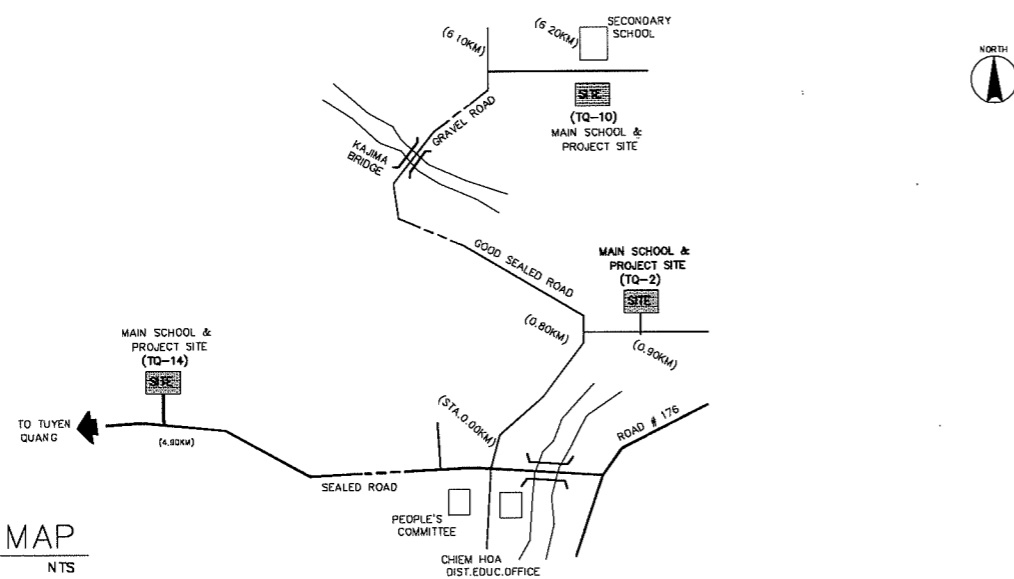 (6 10KM)
(6 20KM)
SECONDARY
SCHOOL
NORTH
SITE
(TQ-10)
MAIN SCHOOL &
PROJECT SITE
GRAVEL ROAD
KAJIMA
BRIDGE
GOOD SEALED ROAD
MAIN SCHOOL &
PROJECT SITE
(TQ-2)
SITE
(0.80KM)
(0.90KM)
MAIN SCHOOL &
PROJECT SITE
(TQ-14)
SITE
TO TUYEN
QUANG
(4.90KM)
(STA.0.00KM)
ROAD # 176
SEALED ROAD
PEOPLE'S
COMMITTEE
CHIEM HOA
DIST.EDUC.OFFICE
MAP
NTS